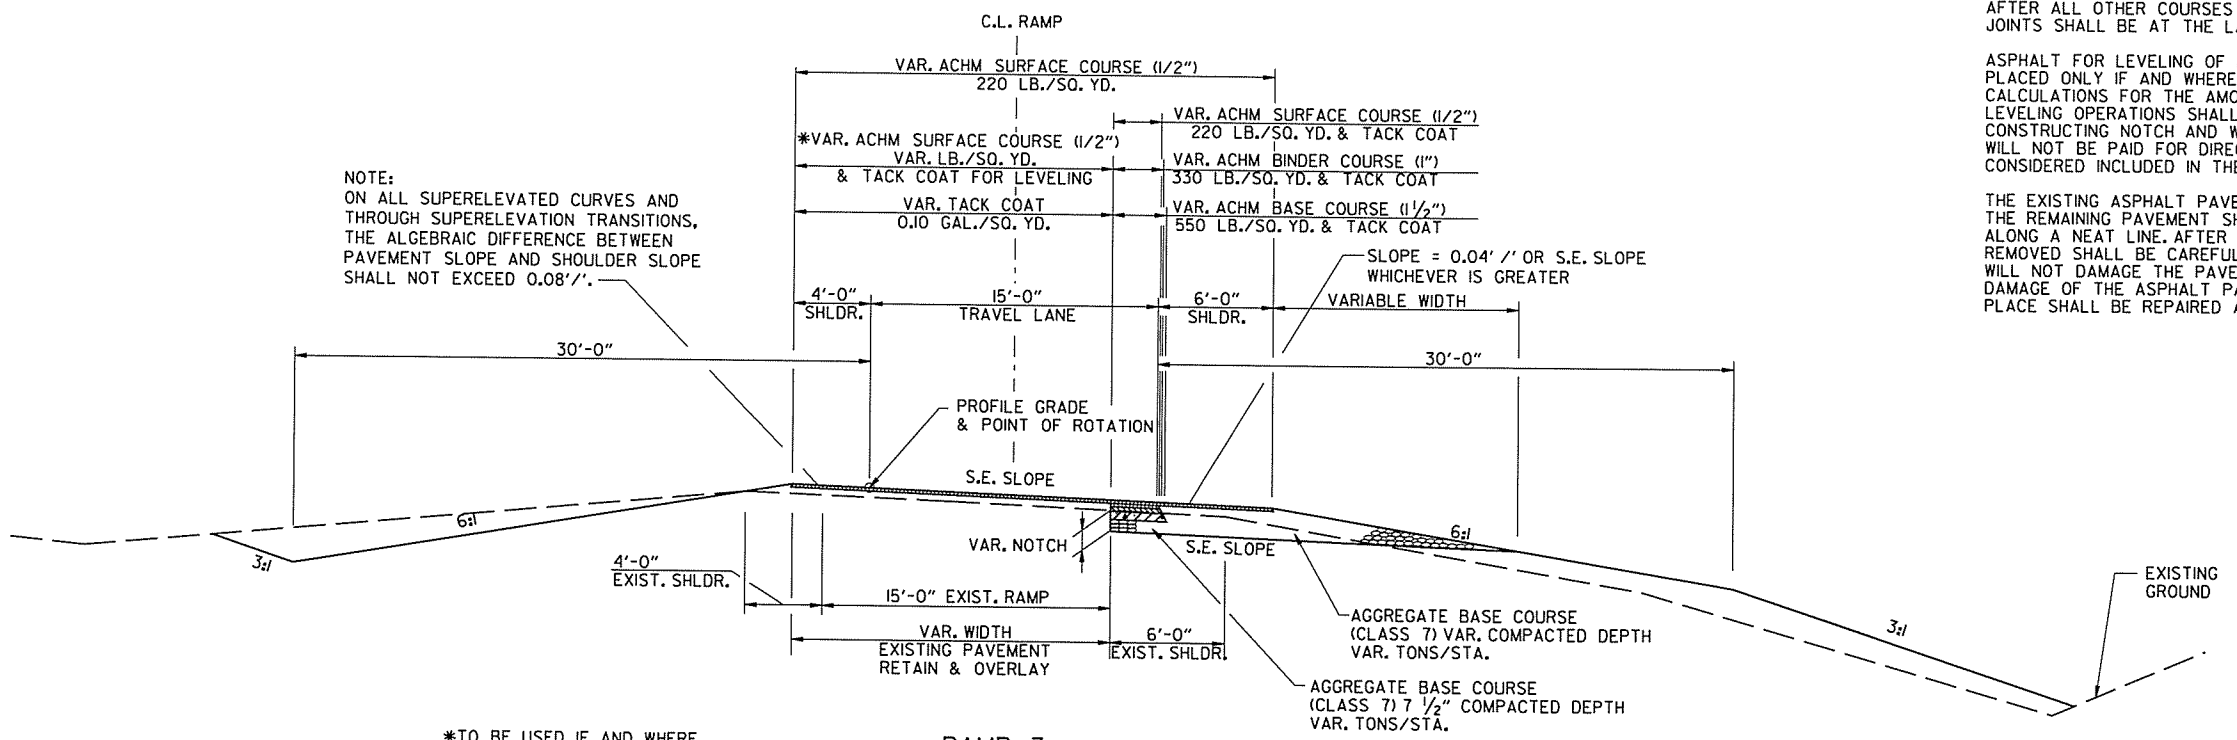 C.L. RAMP
VAR. ACHM SURFACE COURSE (1/2")
220 LB./SQ. YD.
VAR. ACHM SURFACE COURSE (1/2")
220 LB./SQ. YD. & TACK COAT
*VAR. ACHM SURFACE COURSE (1/2")
VAR. LB./SQ. YD.
& TACK COAT FOR LEVELING
VAR. ACHM BINDER COURSE (1")
330 LB./SQ. YD. & TACK COAT
VAR. TACK COAT
0.10 GAL./SQ. YD.
VAR. ACHM BASE COURSE (1 1/2")
550 LB./SQ. YD. & TACK COAT
NOTE:
ON ALL SUPERELEVATED CURVES AND
THROUGH SUPERELEVATION TRANSITIONS,
THE ALGEBRAIC DIFFERENCE BETWEEN
PAVEMENT SLOPE AND SHOULDER SLOPE
SHALL NOT EXCEED 0.08'/'.
SLOPE = 0.04' /' OR S.E. SLOPE
WHICHEVER IS GREATER
4'-0"
SHLDR.
15'-0"
TRAVEL LANE
6'-0"
SHLDR.
VARIABLE WIDTH
30'-0"
30'-0"
PROFILE GRADE
& POINT OF ROTATION
S.E. SLOPE
6:1
3:1
VAR. NOTCH
S.E. SLOPE
6:1
3:1
4'-0"
EXIST. SHLDR.
15'-0" EXIST. RAMP
VAR. WIDTH
EXISTING PAVEMENT
RETAIN & OVERLAY
6'-0"
EXIST. SHLDR.
AGGREGATE BASE COURSE
(CLASS 7) VAR. COMPACTED DEPTH
VAR. TONS/STA.
AGGREGATE BASE COURSE
(CLASS 7) 7 1/2" COMPACTED DEPTH
VAR. TONS/STA.
EXISTING
GROUND
*TO BE USED IF AND WHERE
AFTER ALL OTHER COURSES
JOINTS SHALL BE AT THE L
ASPHALT FOR LEVELING OF
PLACED ONLY IF AND WHERE
CALCULATIONS FOR THE AMO
LEVELING OPERATIONS SHALL
CONSTRUCTING NOTCH AND W
WILL NOT BE PAID FOR DIRE
CONSIDERED INCLUDED IN THE
THE EXISTING ASPHALT PAVE
THE REMAINING PAVEMENT SH
ALONG A NEAT LINE. AFTER
REMOVED SHALL BE CAREFUL
WILL NOT DAMAGE THE PAVE
DAMAGE OF THE ASPHALT PA
PLACE SHALL BE REPAIRED A